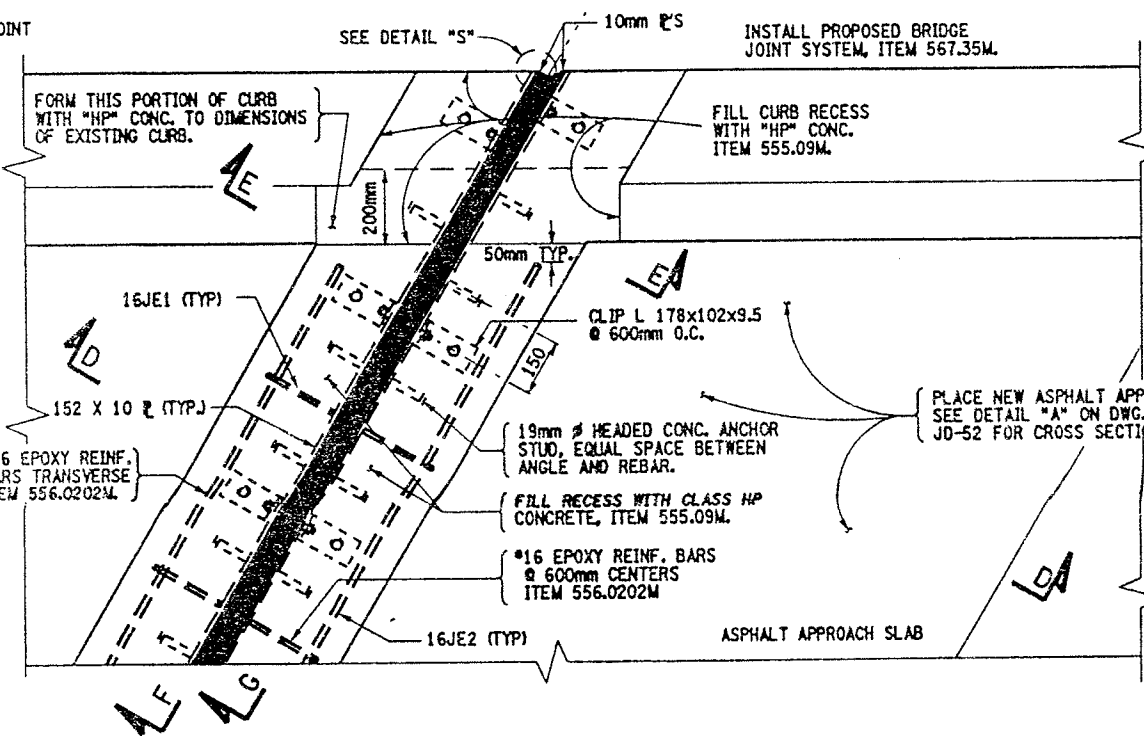 OINT
SEE DETAIL "S"
10mm ⅊S
INSTALL PROPOSED BRIDGE
JOINT SYSTEM, ITEM 567.35M.
FORM THIS PORTION OF CURB
WITH "HP" CONC. TO DIMENSIONS
OF EXISTING CURB.
FILL CURB RECESS
WITH "HP" CONC.
ITEM 555.09M.
E
200mm
50mm TYP.
E
16JE1 (TYP)
CLIP L 178x102x9.5
@ 600mm O.C.
D
150
152 X 10 ⅊ (TYP.)
PLACE NEW ASPHALT APP
SEE DETAIL "A" ON DWG.
JD-52 FOR CROSS SECTI
19mm ø HEADED CONC. ANCHOR
STUD, EQUAL SPACE BETWEEN
ANGLE AND REBAR.
6 EPOXY REINF.
RS TRANSVERSE
EM 556.0202M.
FILL RECESS WITH CLASS HP
CONCRETE, ITEM 555.09M.
*16 EPOXY REINF. BARS
@ 600mm CENTERS
ITEM 556.0202M
D
16JE2 (TYP)
ASPHALT APPROACH SLAB
F
G